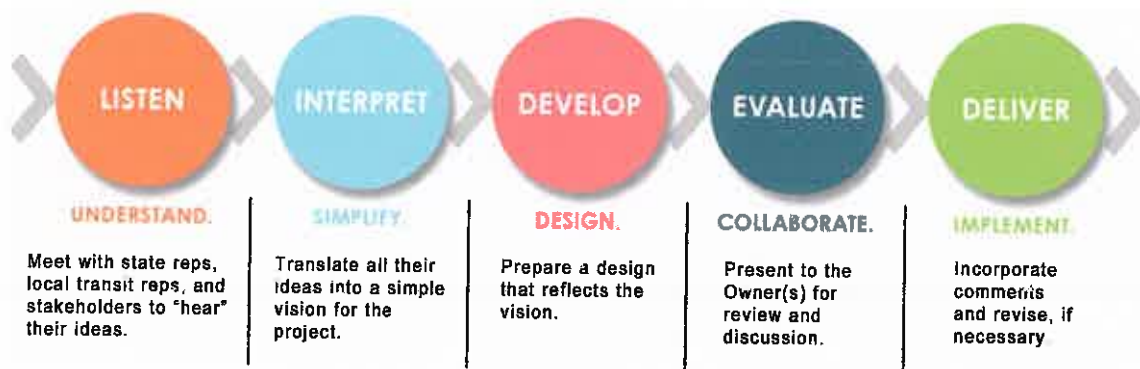 LISTEN
INTERPRET
DEVELOP
EVALUATE
DELIVER
UNDERSTAND.
SIMPLIFY.
DESIGN.
COLLABORATE.
IMPLEMENT.
Meet with state reps,
local transit reps, and
stakeholders to "hear"
their ideas.
Translate all their
ideas into a simple
vision for the
project.
Prepare a design
that reflects the
vision.
Present to the
Owner(s) for
review and
discussion.
Incorporate
comments
and revise, if
necessary